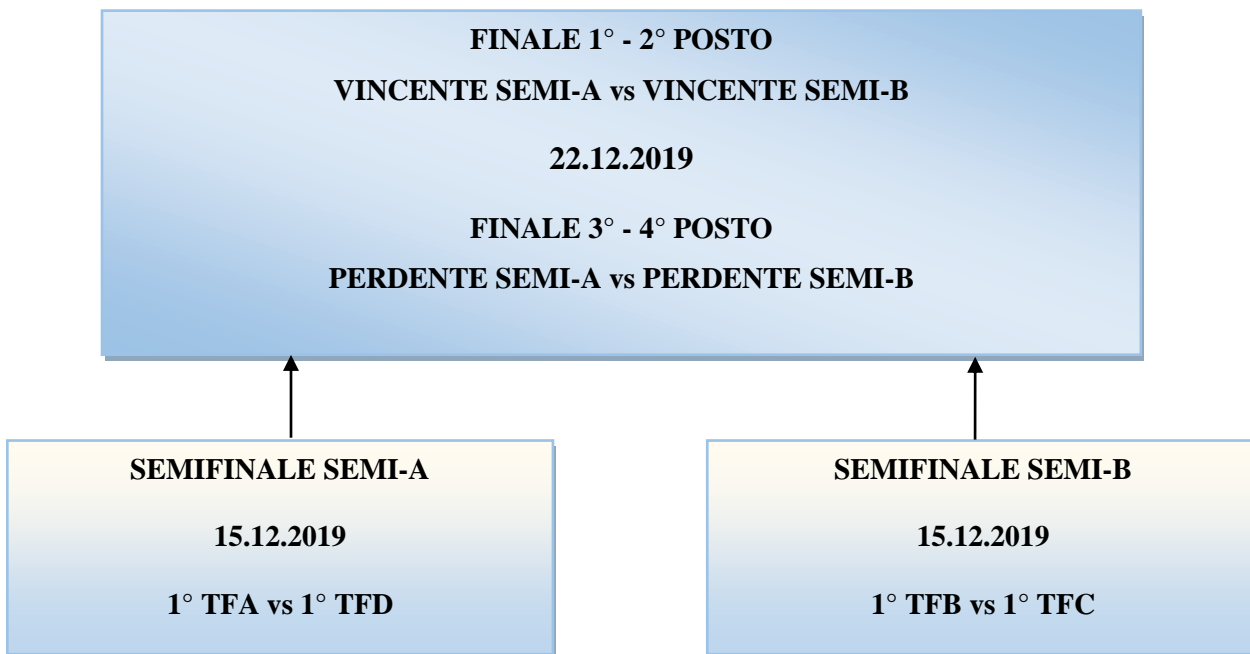 FINALE 1° - 2° POSTO
VINCENTE SEMI-A vs VINCENTE SEMI-B
22.12.2019
FINALE 3° - 4° POSTO
PERDENTE SEMI-A vs PERDENTE SEMI-B
SEMIFINALE SEMI-A
15.12.2019
1° TFA vs 1° TFD
SEMIFINALE SEMI-B
15.12.2019
1° TFB vs 1° TFC